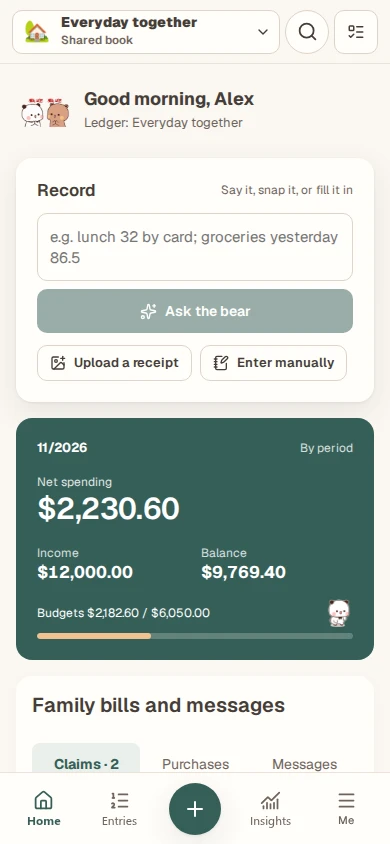 Everyday together
Shared book
Good morning, Alex
Ledger: Everyday together
Record
Say it, snap it, or fill it in
e.g. lunch 32 by card; groceries yesterday
86.5
Ask the bear
Upload a receipt
Enter manually
11/2026
By period
Net spending
$2,230.60
Income
Balance
$12,000.00
$9,769.40
Budgets $2,182.60 / $6,050.00
Family bills and messages
Claims · 2
Purchases
Messages
Home
Entries
Insights
Me